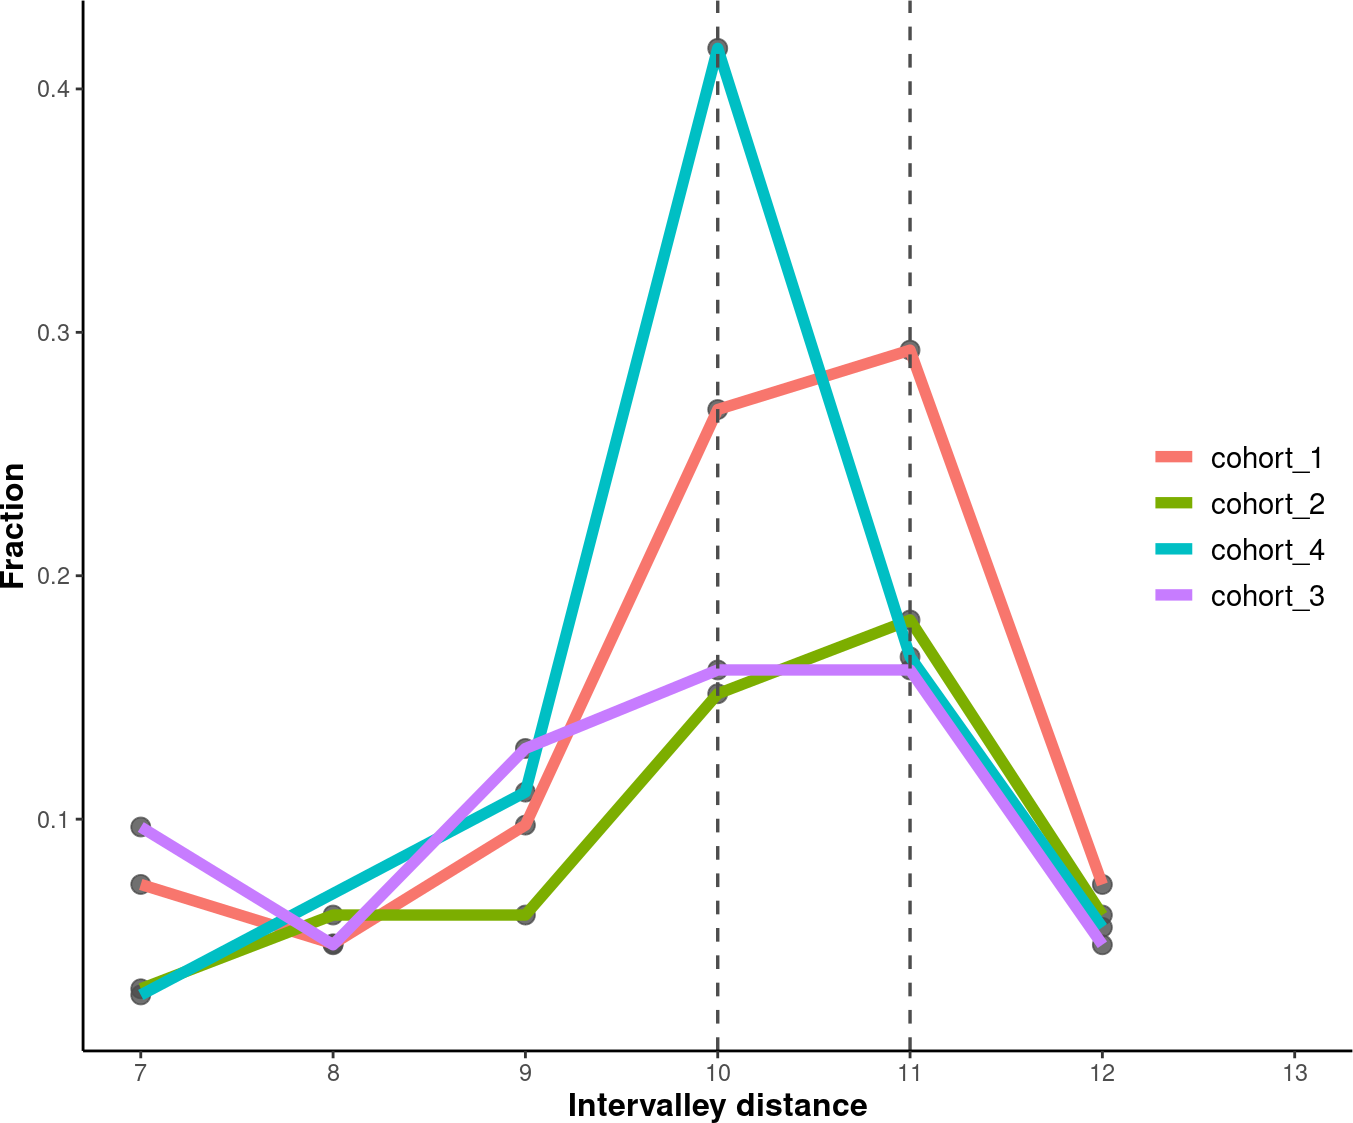 Fraction
0.4
0.3
0.2
0.1
7 8 9 10 11 12 13
Intervalley distance
cohort_1
cohort_2
cohort_4
cohort_3